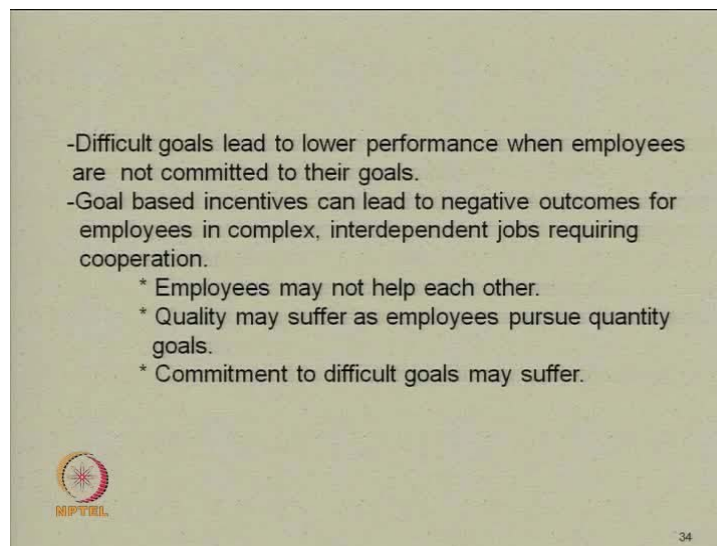 -Difficult goals lead to lower performance when employees
are not committed to their goals.
-Goal based incentives can lead to negative outcomes for
employees in complex, interdependent jobs requiring
cooperation.
* Employees may not help each other.
* Quality may suffer as employees pursue quantity
goals.
* Commitment to difficult goals may suffer.
NPTEL
34